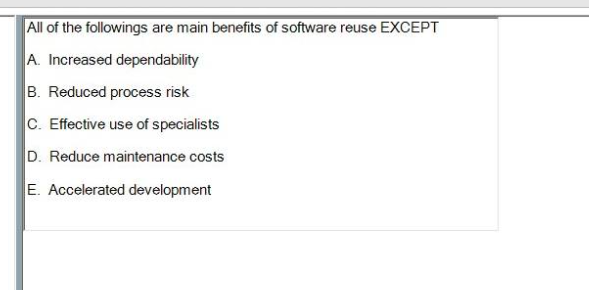 All of the followings are main benefits of software reuse EXCEPT
A. Increased dependability
B. Reduced process risk
C. Effective use of specialists
D. Reduce maintenance costs
E. Accelerated development